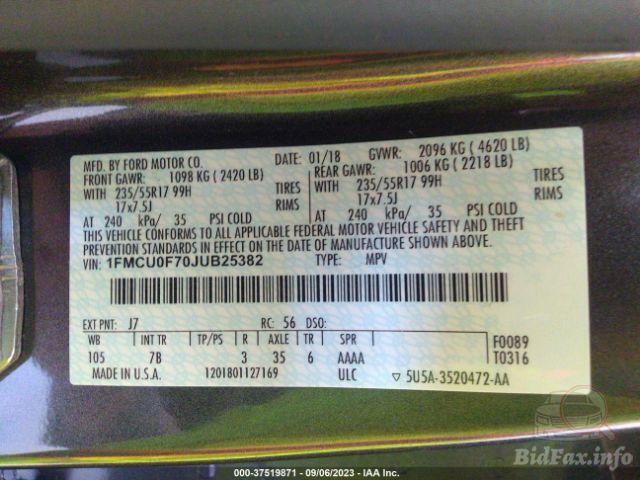 MFD. BY FORD MOTOR CO.
DATE: 01/18 GVWR: 2096 KG ( 4620 LB)
FRONT GAWR: 1098 KG ( 2420 LB) REAR GAWR: 1006 KG ( 2218 LB)
WITH 235/55R17 99H TIRES WITH 235/55R17 99H TIRES
17x7.5J RIMS 17x7.5J RIMS
AT 240 kPa/ 35 PSI COLD AT 240 kPa/ 35 PSI COLD
THIS VEHICLE CONFORMS TO ALL APPLICABLE FEDERAL MOTOR VEHICLE SAFETY AND THEFT
PREVENTION STANDARDS IN EFFECT ON THE DATE OF MANUFACTURE SHOWN ABOVE.
VIN: 1FMCU0F70JUB25382 TYPE: MPV
EXT PNT: J7 RC: 56 DSO:
WB INT TR TP/PS R AXLE TR SPR F0089
105 7B 3 35 6 AAAA T0316
MADE IN U.S.A. 1201801127169 ULC ▽ 5U5A-3520472-AA
BidFax.info
000-37519871 - 09/06/2023 - IAA Inc.